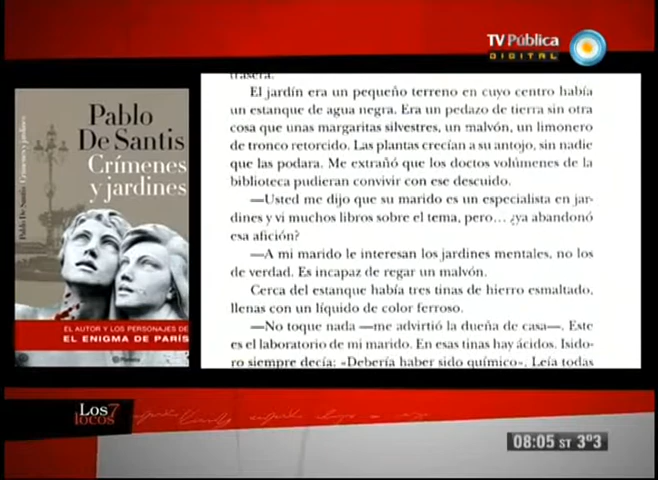 TV Pública
DIGITAL
Pablo
De Santis
Crímenes
y jardines
Pablo De Santis Crímenes y jardines
EL AUTOR Y LOS PERSONAJES DE
EL ENIGMA DE PARÍS
Planeta
trasera.
El jardín era un pequeño terreno en cuyo centro había
un estanque de agua negra. Era un pedazo de tierra sin otra
cosa que unas margaritas silvestres, un malvón, un limonero
de tronco retorcido. Las plantas crecían a su antojo, sin nadie
que las podara. Me extrañó que los doctos volúmenes de la
biblioteca pudieran convivir con ese descuido.
—Usted me dijo que su marido es un especialista en jar-
dines y vi muchos libros sobre el tema, pero… ¿ya abandonó
esa afición?
—A mi marido le interesan los jardines mentales, no los
de verdad. Es incapaz de regar un malvón.
Cerca del estanque había tres tinas de hierro esmaltado,
llenas con un líquido de color ferroso.
—No toque nada —me advirtió la dueña de casa—. Este
es el laboratorio de mi marido. En esas tinas hay ácidos. Isido-
ro siempre decía: «Debería haber sido químico». Leía todas
Los 7
locos
08:05 ST 3º3